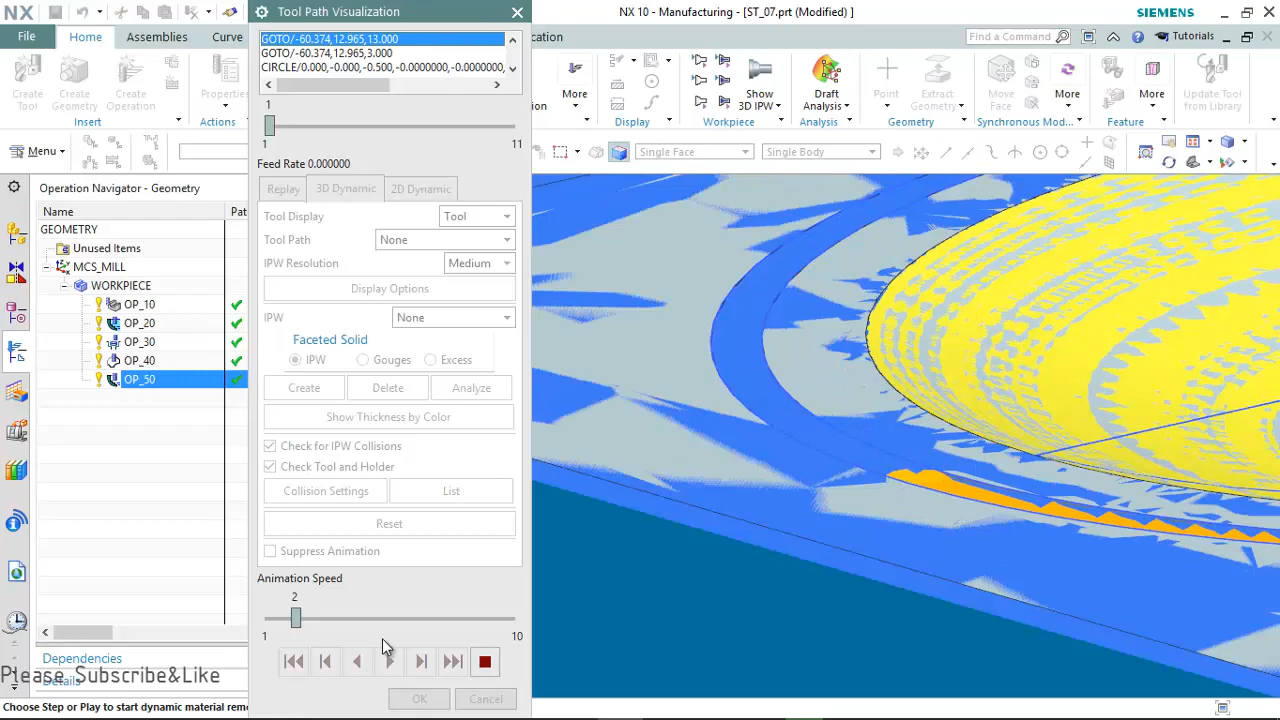 NX
Tool Path Visualization
NX 10 - Manufacturing - [ST_07.prt (Modified) ]
SIEMENS
File
Home
Assemblies
Curve
cation
Find a Command
Tutorials
GOTO/-60.374,12.965,13.000
GOTO/-60.374,12.965,3.000
CIRCLE/0.000,-0.000,-0.500,-0.0000000,-0.0000000,
Create Tool
Create Geometry
Create Operation
Properties
Insert
Actions
1
1
11
Feed Rate 0.000000
tion
More
Show 3D IPW
Draft Analysis
Point
Extract Geometry
Move Face
More
More
Update Tool from Library
Display
Workpiece
Analysis
Geometry
Synchronous Mod...
Feature
Menu
Single Face
Single Body
Operation Navigator - Geometry
Name
Pat
GEOMETRY
Unused Items
MCS_MILL
WORKPIECE
OP_10
OP_20
OP_30
OP_40
OP_50
Replay
3D Dynamic
2D Dynamic
Tool Display
Tool
Tool Path
None
IPW Resolution
Medium
Display Options
IPW
None
Faceted Solid
IPW
Gouges
Excess
Create
Delete
Analyze
Show Thickness by Color
Check for IPW Collisions
Check Tool and Holder
Collision Settings
List
Reset
Suppress Animation
Animation Speed
2
1
10
OK
Cancel
Dependencies
Details
Please Subscribe&Like
Choose Step or Play to start dynamic material remo